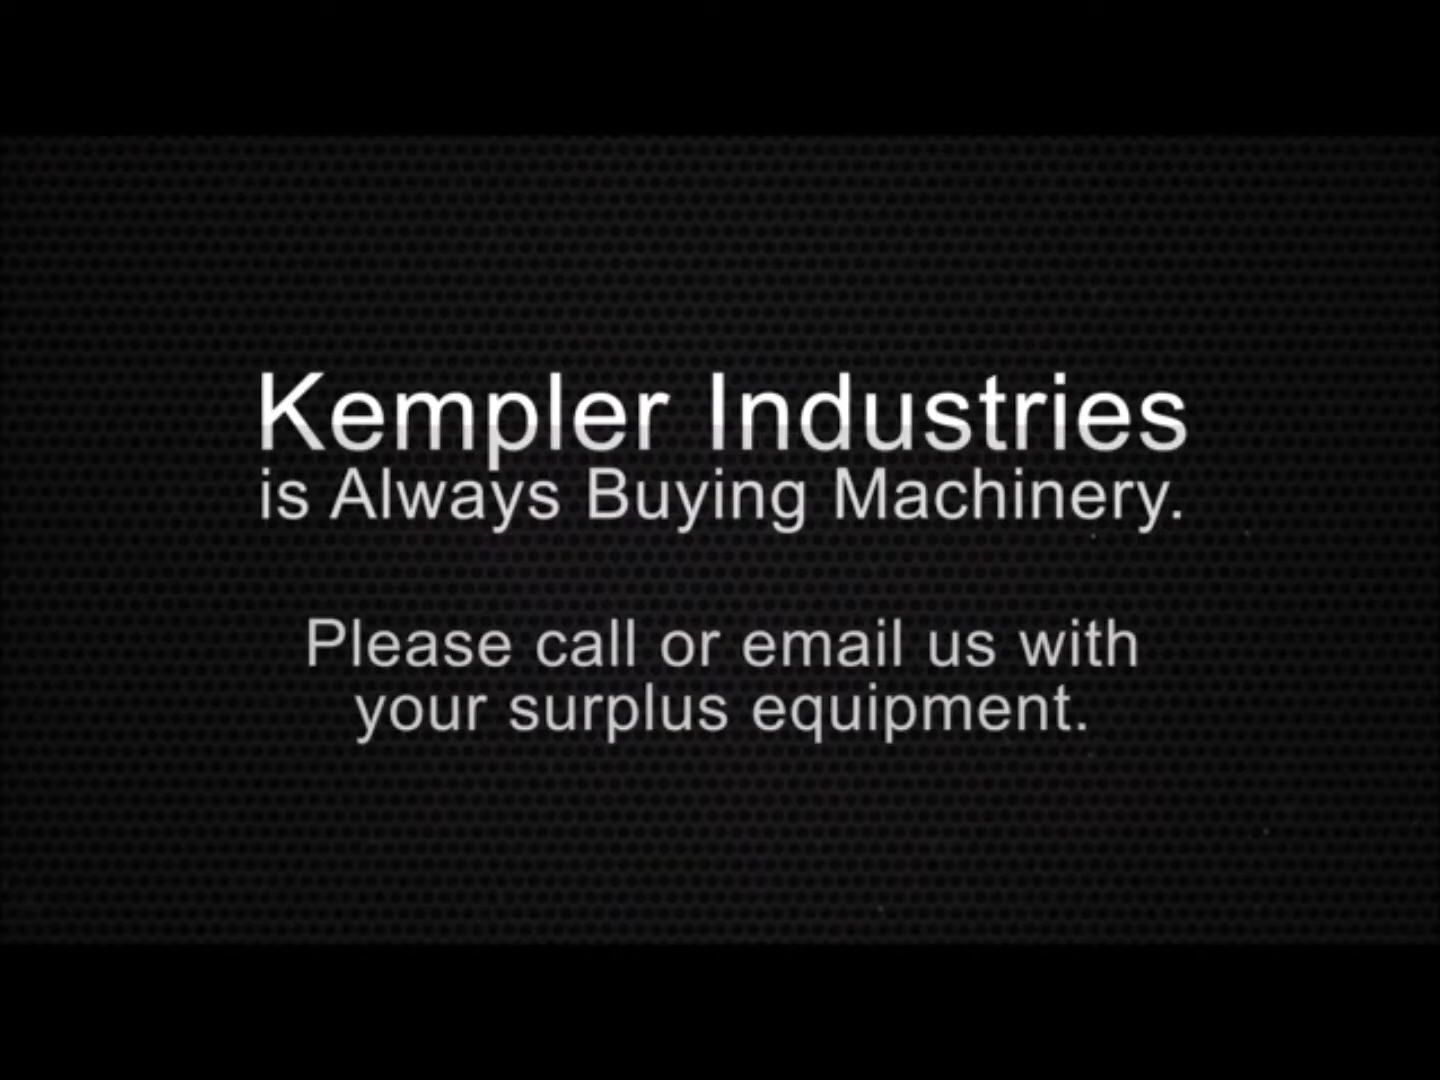 Kempler Industries
is Always Buying Machinery.
Please call or email us with
your surplus equipment.